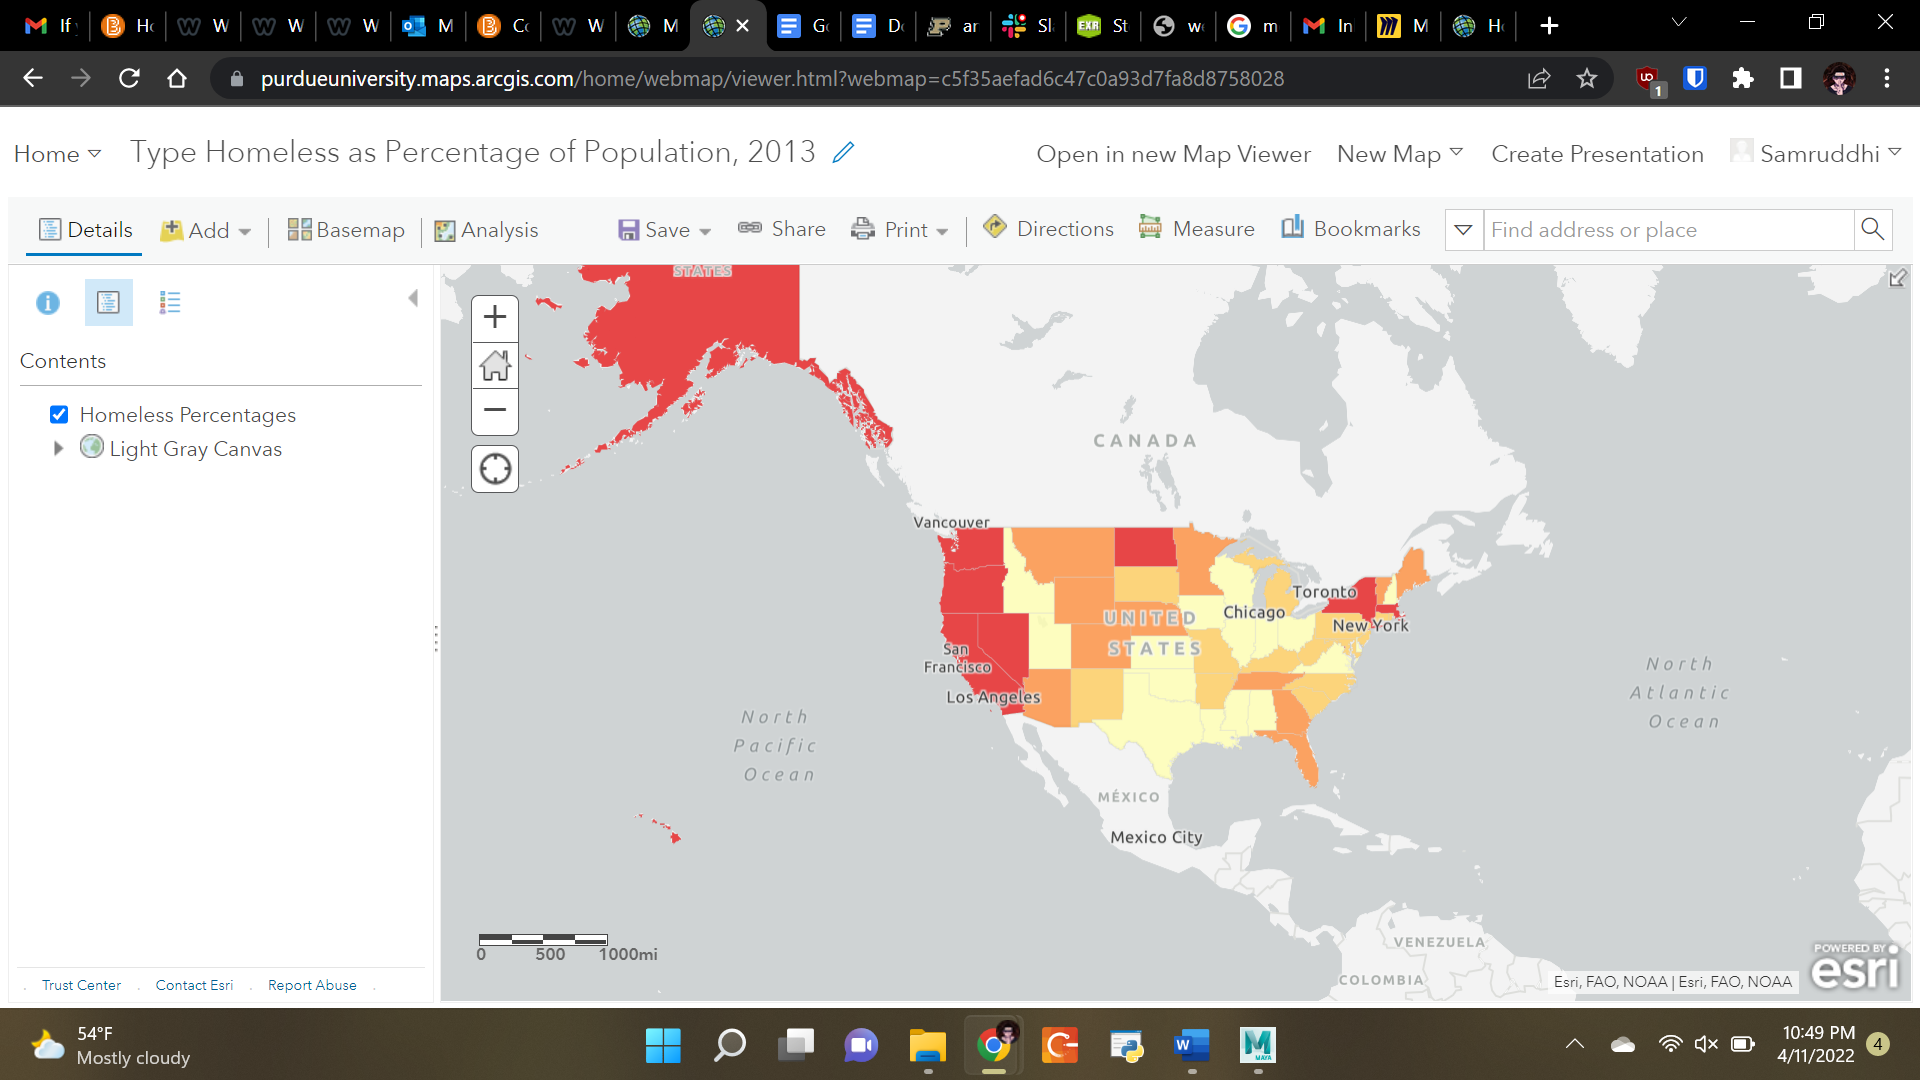 If
Ho
W
W
W
M
Co
W
M
Go
D
ar
Sl
St
w
m
In
M
H
purdueuniversity.maps.arcgis.com/home/webmap/viewer.html?webmap=c5f35aefad6c47c0a93d7fa8d8758028
1
Home
Type Homeless as Percentage of Population, 2013
Open in new Map Viewer
New Map
Create Presentation
Samruddhi
Details
Add
Basemap
Analysis
Save
Share
Print
Directions
Measure
Bookmarks
Find address or place
Contents
Homeless Percentages
Light Gray Canvas
STATES
CANADA
Vancouver
Toronto
UNITED
STATES
Chicago
New York
San
Francisco
Los Angeles
North
Pacific
Ocean
North
Atlantic
Ocean
MÉXICO
Mexico City
VENEZUELA
COLOMBIA
0 500 1000mi
POWERED BY
esri
Esri, FAO, NOAA | Esri, FAO, NOAA
Trust Center
Contact Esri
Report Abuse
54°F
Mostly cloudy
10:49 PM
4/11/2022
4